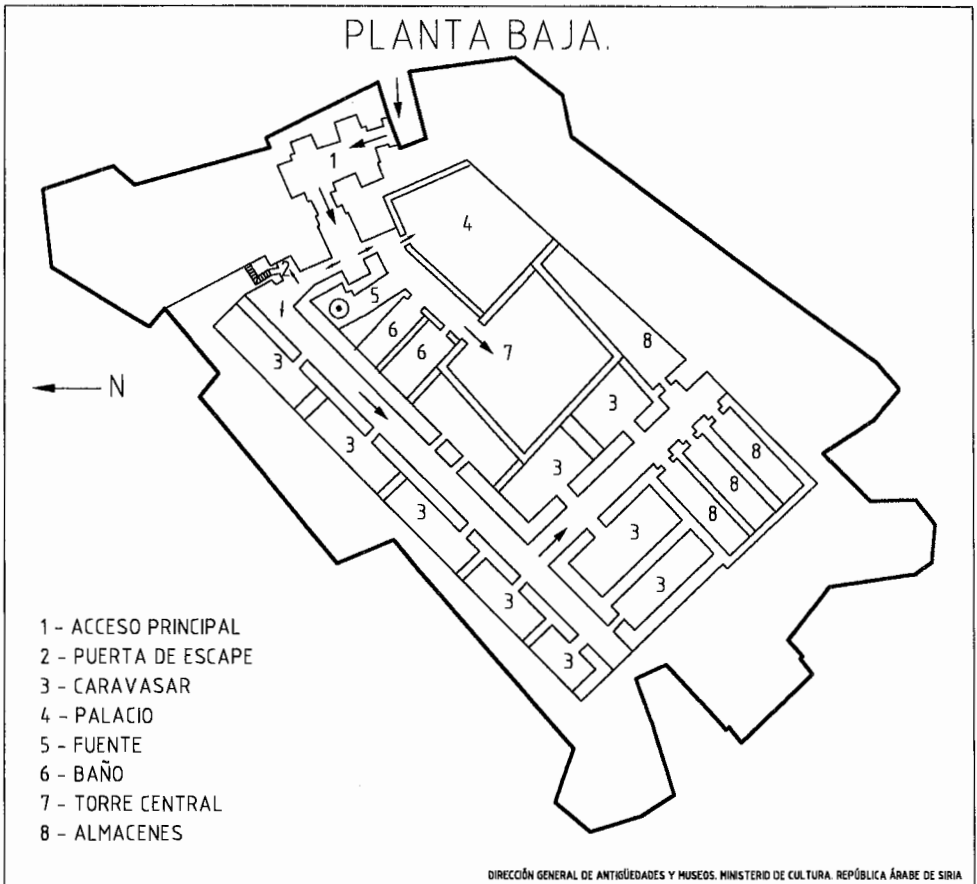 PLANTA BAJA.
1
4
2
5
8
6
3
7
6
N
3
3
8
3
3
8
3
8
3
3
3
3
1 - ACCESO PRINCIPAL
2 - PUERTA DE ESCAPE
3 - CARAVASAR
4 - PALACIO
5 - FUENTE
6 - BAÑO
7 - TORRE CENTRAL
8 - ALMACENES
DIRECCIÓN GENERAL DE ANTIGÜEDADES Y MUSEOS. MINISTERIO DE CULTURA. REPÚBLICA ÁRABE DE SIRIA